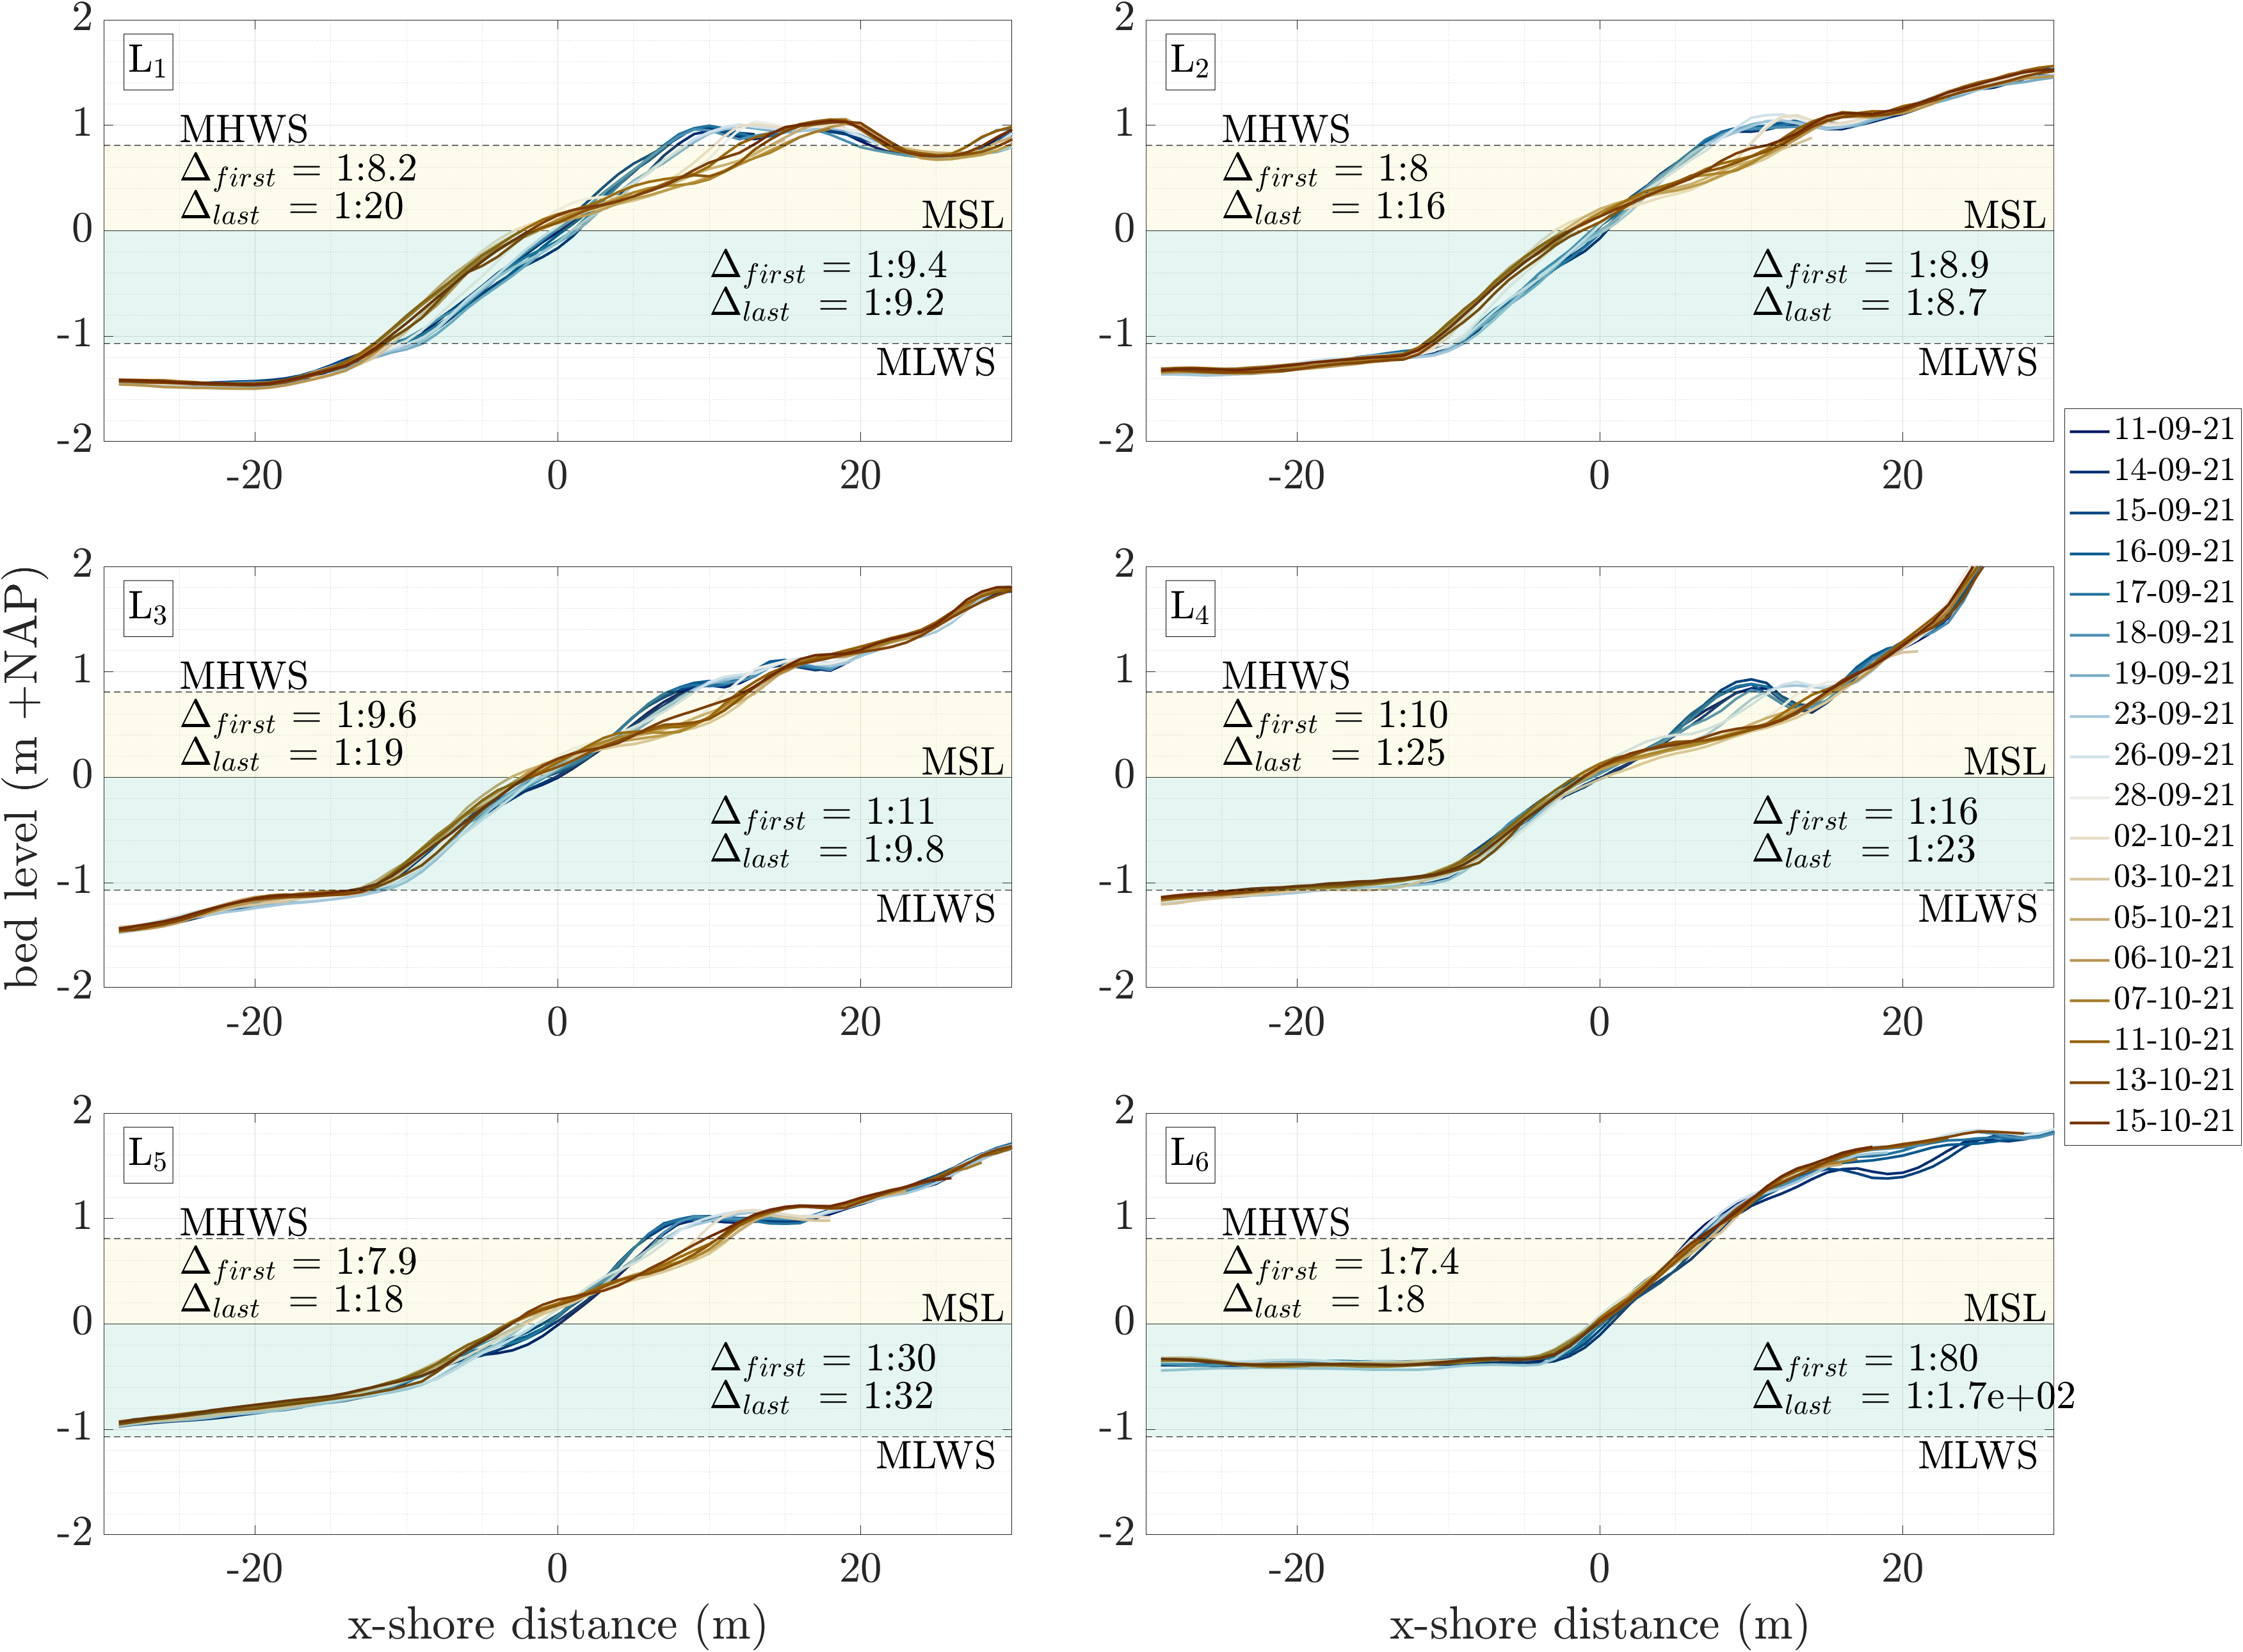 L1
2
1
0
-1
-2
MHWS
Δfirst = 1:8.2
Δlast = 1:20
MSL
Δfirst = 1:9.4
Δlast = 1:9.2
MLWS
-20 0 20
L2
2
1
0
-1
-2
MHWS
Δfirst = 1:8
Δlast = 1:16
MSL
Δfirst = 1:8.9
Δlast = 1:8.7
MLWS
-20 0 20
bed level (m +NAP)
L3
2
1
0
-1
-2
MHWS
Δfirst = 1:9.6
Δlast = 1:19
MSL
Δfirst = 1:11
Δlast = 1:9.8
MLWS
-20 0 20
L4
2
1
0
-1
-2
MHWS
Δfirst = 1:10
Δlast = 1:25
MSL
Δfirst = 1:16
Δlast = 1:23
MLWS
-20 0 20
L5
2
1
0
-1
-2
MHWS
Δfirst = 1:7.9
Δlast = 1:18
MSL
Δfirst = 1:30
Δlast = 1:32
MLWS
-20 0 20
x-shore distance (m)
L6
2
1
0
-1
-2
MHWS
Δfirst = 1:7.4
Δlast = 1:8
MSL
Δfirst = 1:80
Δlast = 1:1.7e+02
MLWS
-20 0 20
x-shore distance (m)
11-09-21
14-09-21
15-09-21
16-09-21
17-09-21
18-09-21
19-09-21
23-09-21
26-09-21
28-09-21
02-10-21
03-10-21
05-10-21
06-10-21
07-10-21
11-10-21
13-10-21
15-10-21